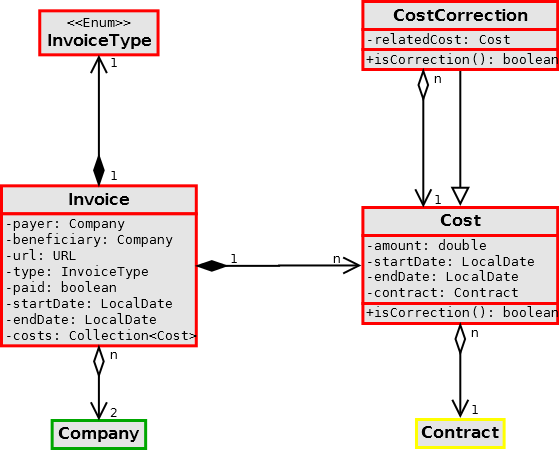 <<Enum>>
InvoiceType
1
1
Invoice
-payer: Company
-beneficiary: Company
-url: URL
-type: InvoiceType
-paid: boolean
-startDate: LocalDate
-endDate: LocalDate
-costs: Collection<Cost>
n
2
Company
1
n
CostCorrection
-relatedCost: Cost
+isCorrection(): boolean
n
1
Cost
-amount: double
-startDate: LocalDate
-endDate: LocalDate
-contract: Contract
+isCorrection(): boolean
n
1
Contract